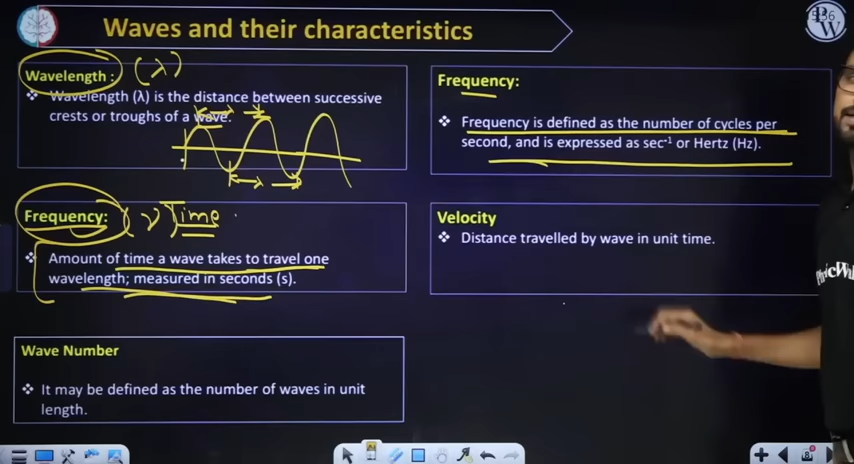 Waves and their characteristics
Wavelength :
(λ)
❖ Wavelength (λ) is the distance between successive
crests or troughs of a wave.
λ
Frequency:
(ν) Time
❖ Amount of time a wave takes to travel one
wavelength; measured in seconds (s).
Wave Number
❖ It may be defined as the number of waves in unit
length.
Frequency:
❖ Frequency is defined as the number of cycles per
second, and is expressed as sec⁻¹ or Hertz (Hz).
Velocity
❖ Distance travelled by wave in unit time.
PW
8